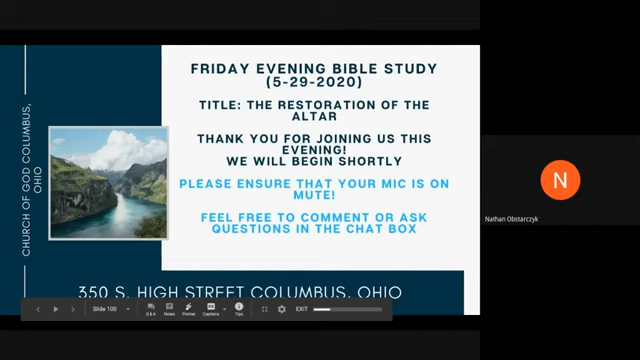 FRIDAY EVENING BIBLE STUDY
(5-29-2020)
TITLE: THE RESTORATION OF THE
ALTAR
THANK YOU FOR JOINING US THIS
EVENING!
WE WILL BEGIN SHORTLY
PLEASE ENSURE THAT YOUR MIC IS ON
MUTE!
FEEL FREE TO COMMENT OR ASK
QUESTIONS IN THE CHAT BOX
CHURCH OF GOD COLUMBUS,
OHIO
350 S. HIGH STREET COLUMBUS, OHIO
Slide 100
Q&A
Notes
Pointer
Captions
Tips
EXIT
N
Nathan Obstarczyk